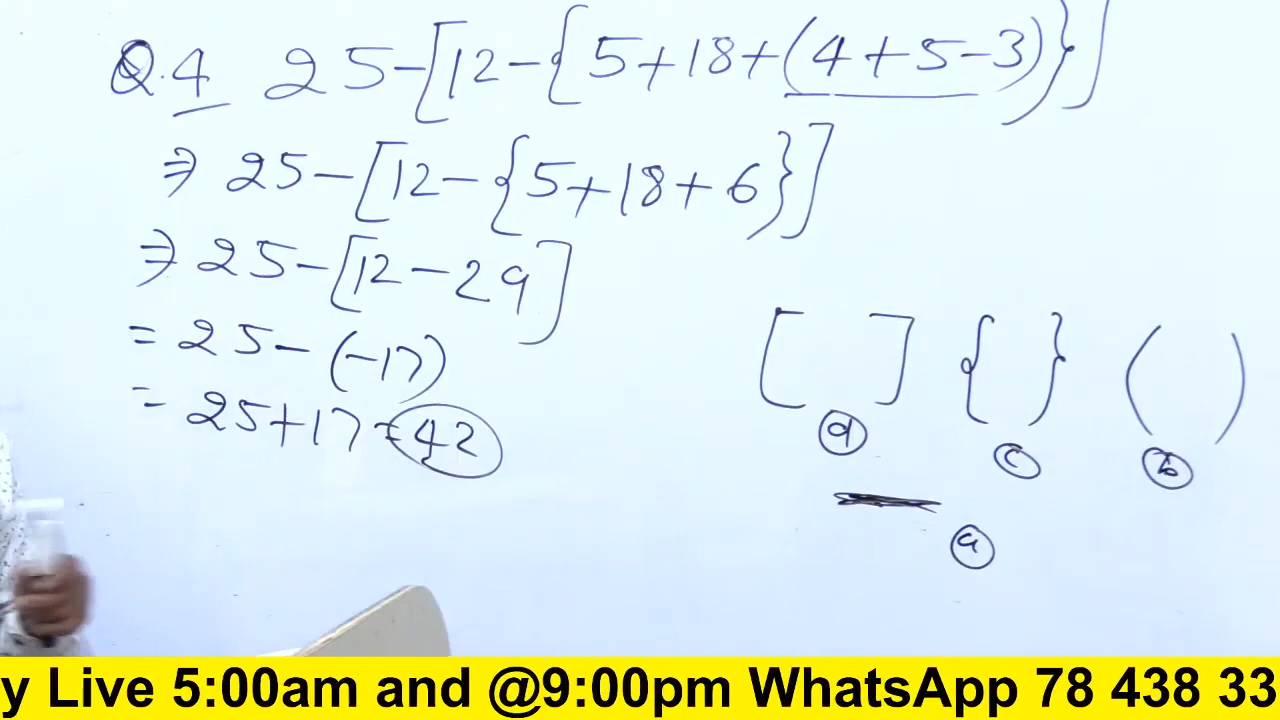 Q.4 25-[12-{5+18+(4+5-3)}]
⇒ 25-[12-{5+18+6}]
⇒ 25-[12-29]
= 25-(-17)
= 25+17=42
[ ] { } ( )
d c b
a
y Live 5:00am and @9:00pm WhatsApp 78 438 33